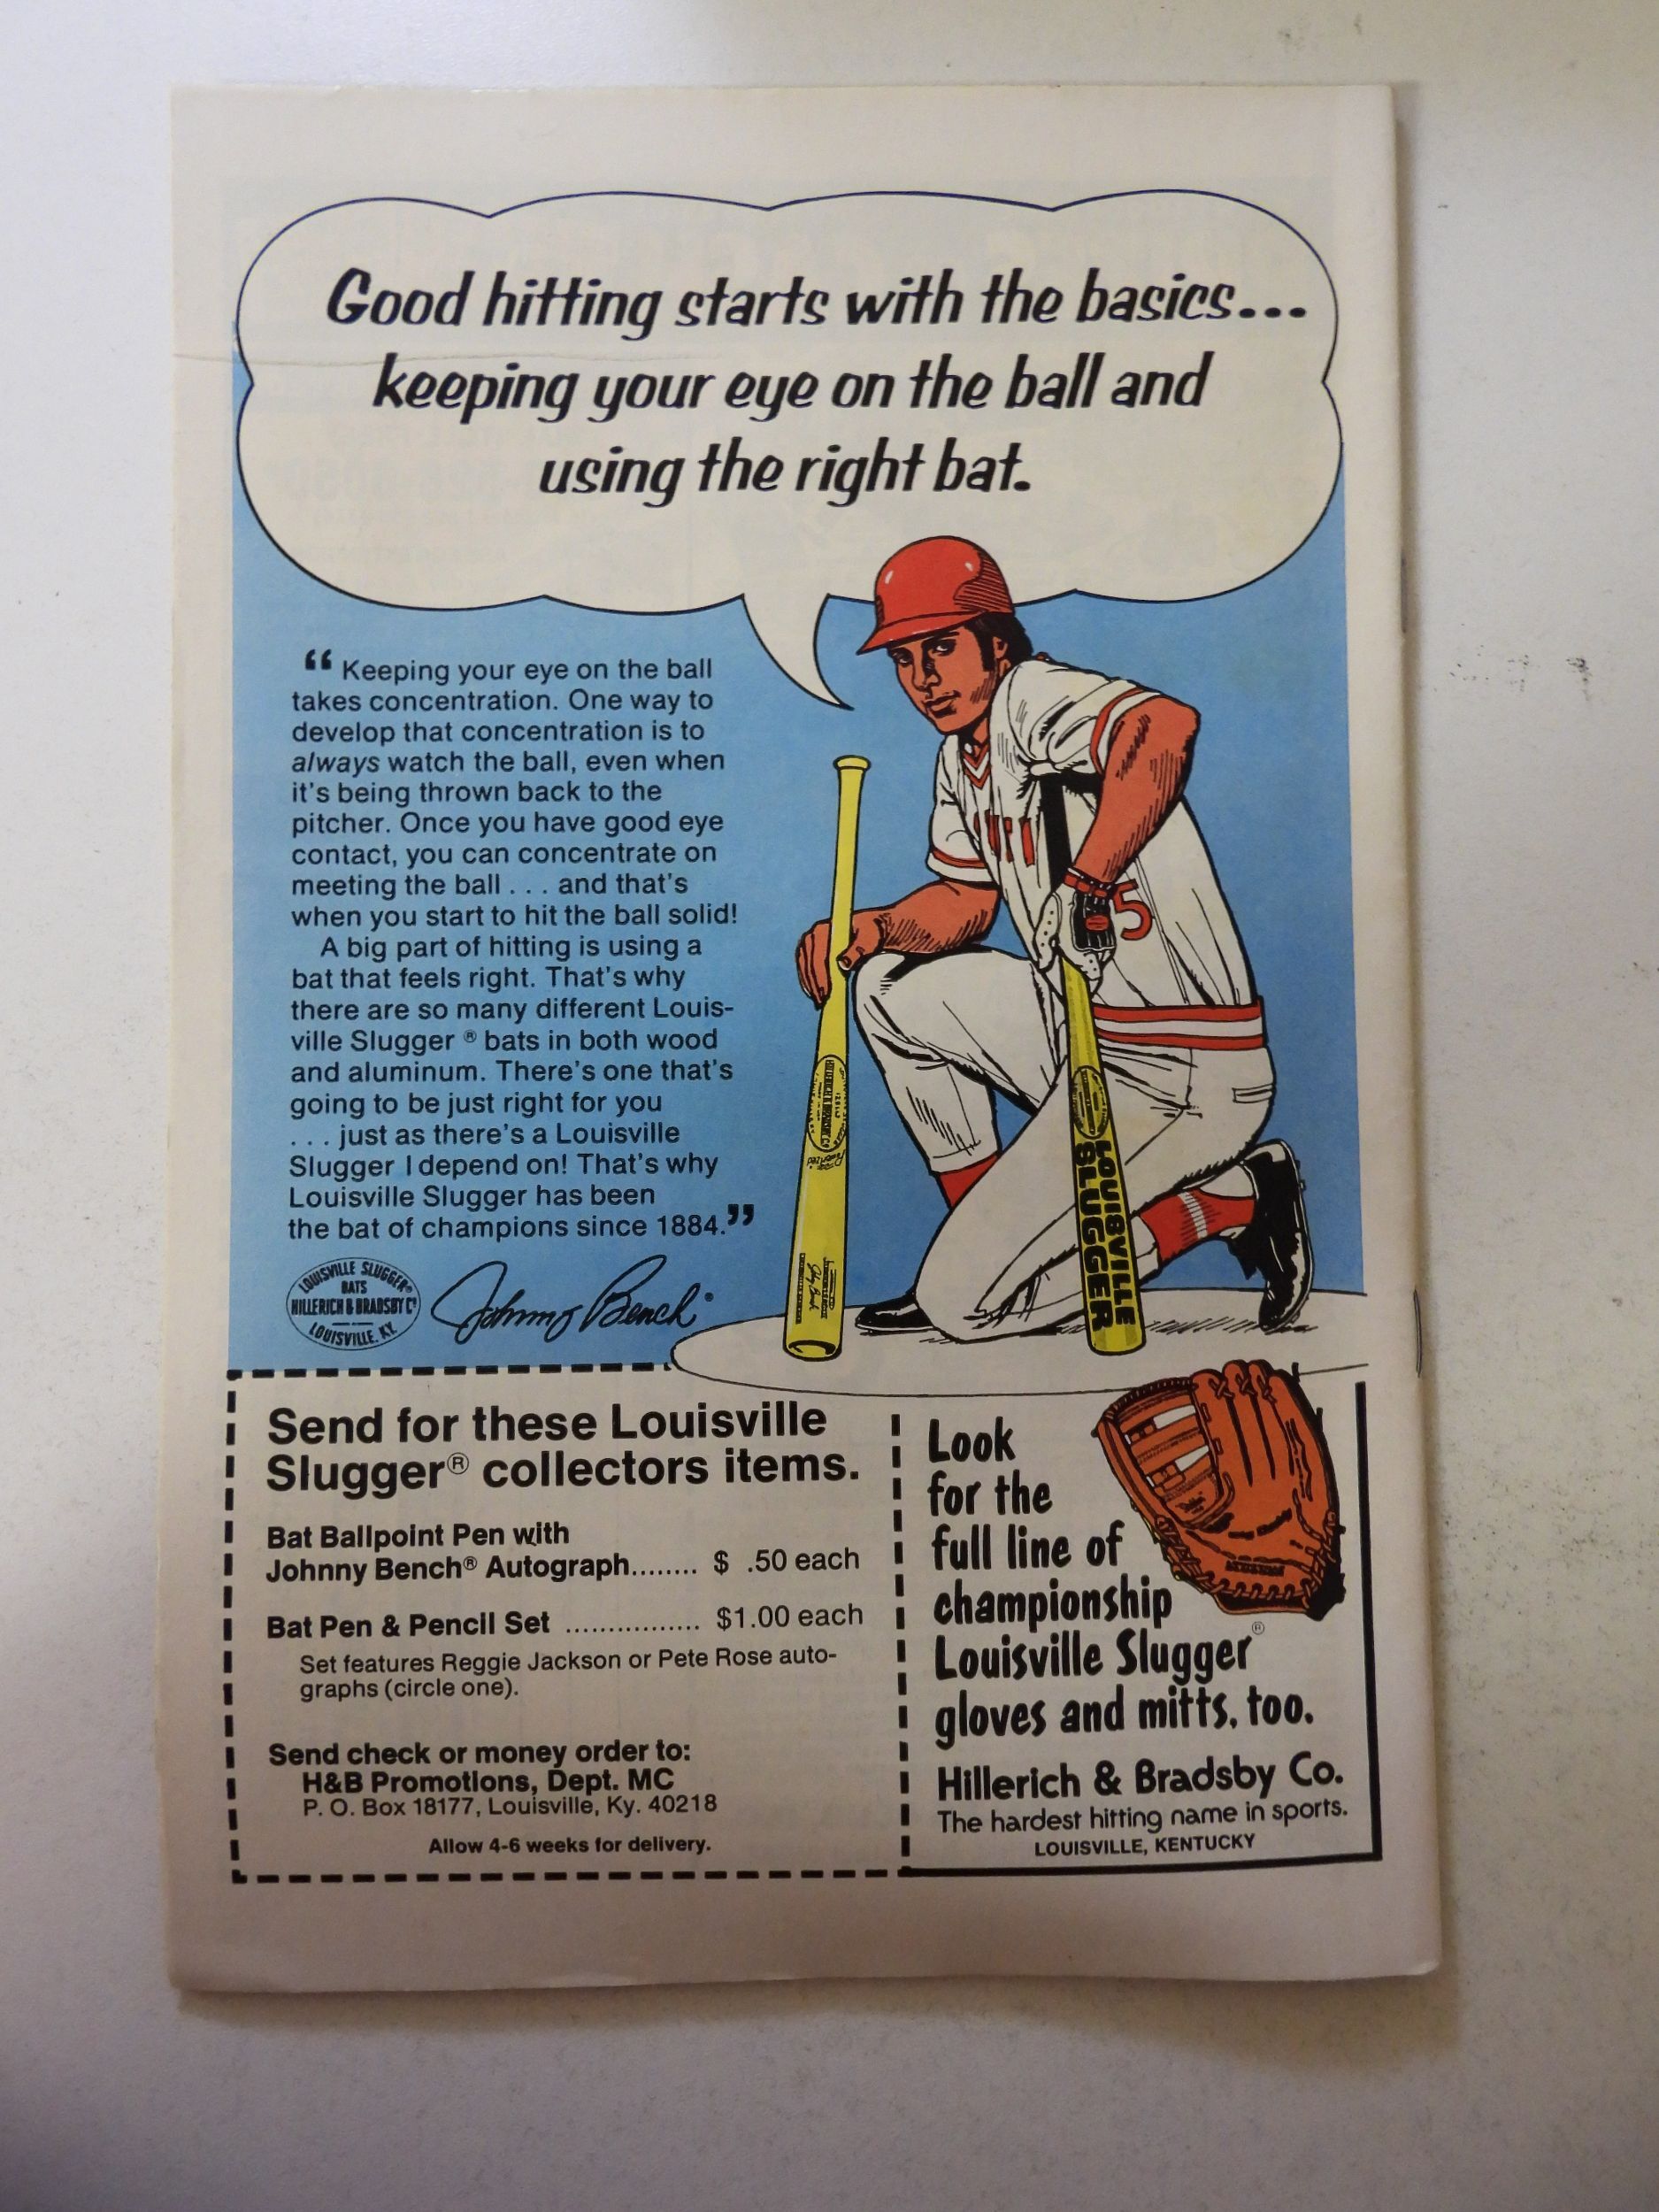 Good hitting starts with the basics...
keeping your eye on the ball and
using the right bat.
“ Keeping your eye on the ball
takes concentration. One way to
develop that concentration is to
always watch the ball, even when
it's being thrown back to the
pitcher. Once you have good eye
contact, you can concentrate on
meeting the ball . . . and that's
when you start to hit the ball solid!
A big part of hitting is using a
bat that feels right. That's why
there are so many different Louis-
ville Slugger ® bats in both wood
and aluminum. There's one that's
going to be just right for you
. . . just as there's a Louisville
Slugger I depend on! That's why
Louisville Slugger has been
the bat of champions since 1884.”
LOUISVILLE SLUGGER®
BATS
HILLERICH & BRADSBY Cº
LOUISVILLE. KY.
Johnny Bench®
5
LOUISVILLE
SLUGGER
Send for these Louisville
Slugger® collectors items.
Bat Ballpoint Pen with
Johnny Bench® Autograph........ $ .50 each
Bat Pen & Pencil Set ................ $1.00 each
Set features Reggie Jackson or Pete Rose auto-
graphs (circle one).
Send check or money order to:
H&B Promotions, Dept. MC
P. O. Box 18177, Louisville, Ky. 40218
Allow 4-6 weeks for delivery.
Look
for the
full line of
championship
Louisville Slugger®
gloves and mitts, too.
Hillerich & Bradsby Co.
The hardest hitting name in sports.
LOUISVILLE, KENTUCKY